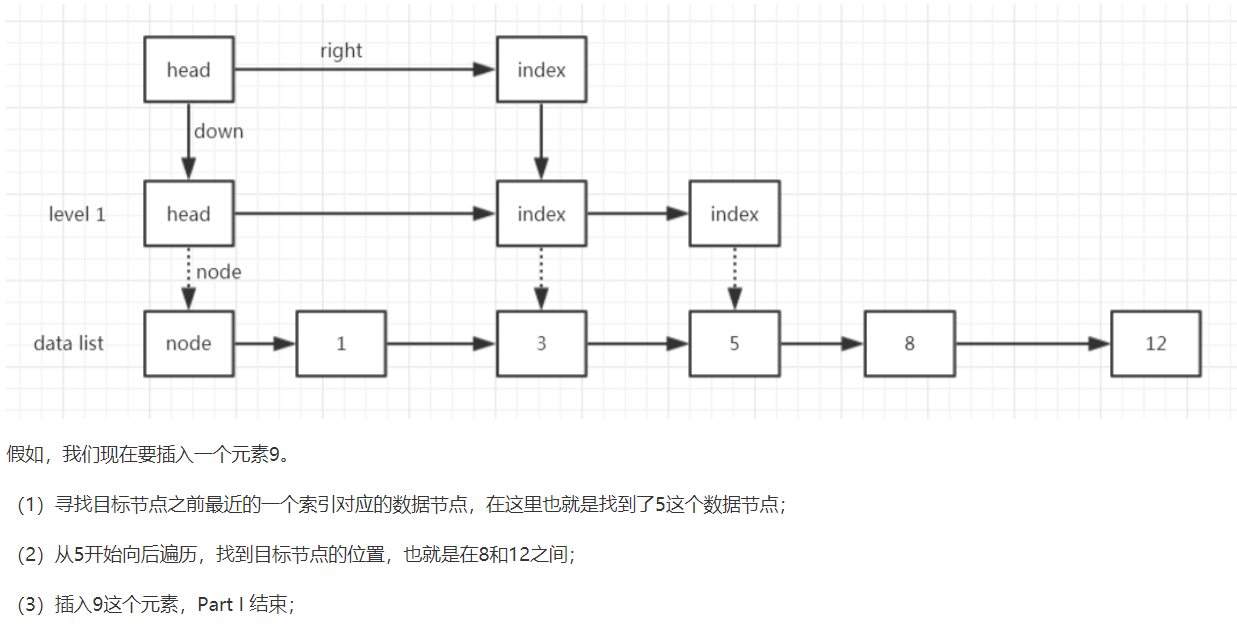 right
head
index
down
level 1
head
index
index
node
data list
node
1
3
5
8
12
假如，我们现在要插入一个元素9。
（1）寻找目标节点之前最近的一个索引对应的数据节点，在这里也就是找到了5这个数据节点；
（2）从5开始向后遍历，找到目标节点的位置，也就是在8和12之间；
（3）插入9这个元素，Part I 结束；